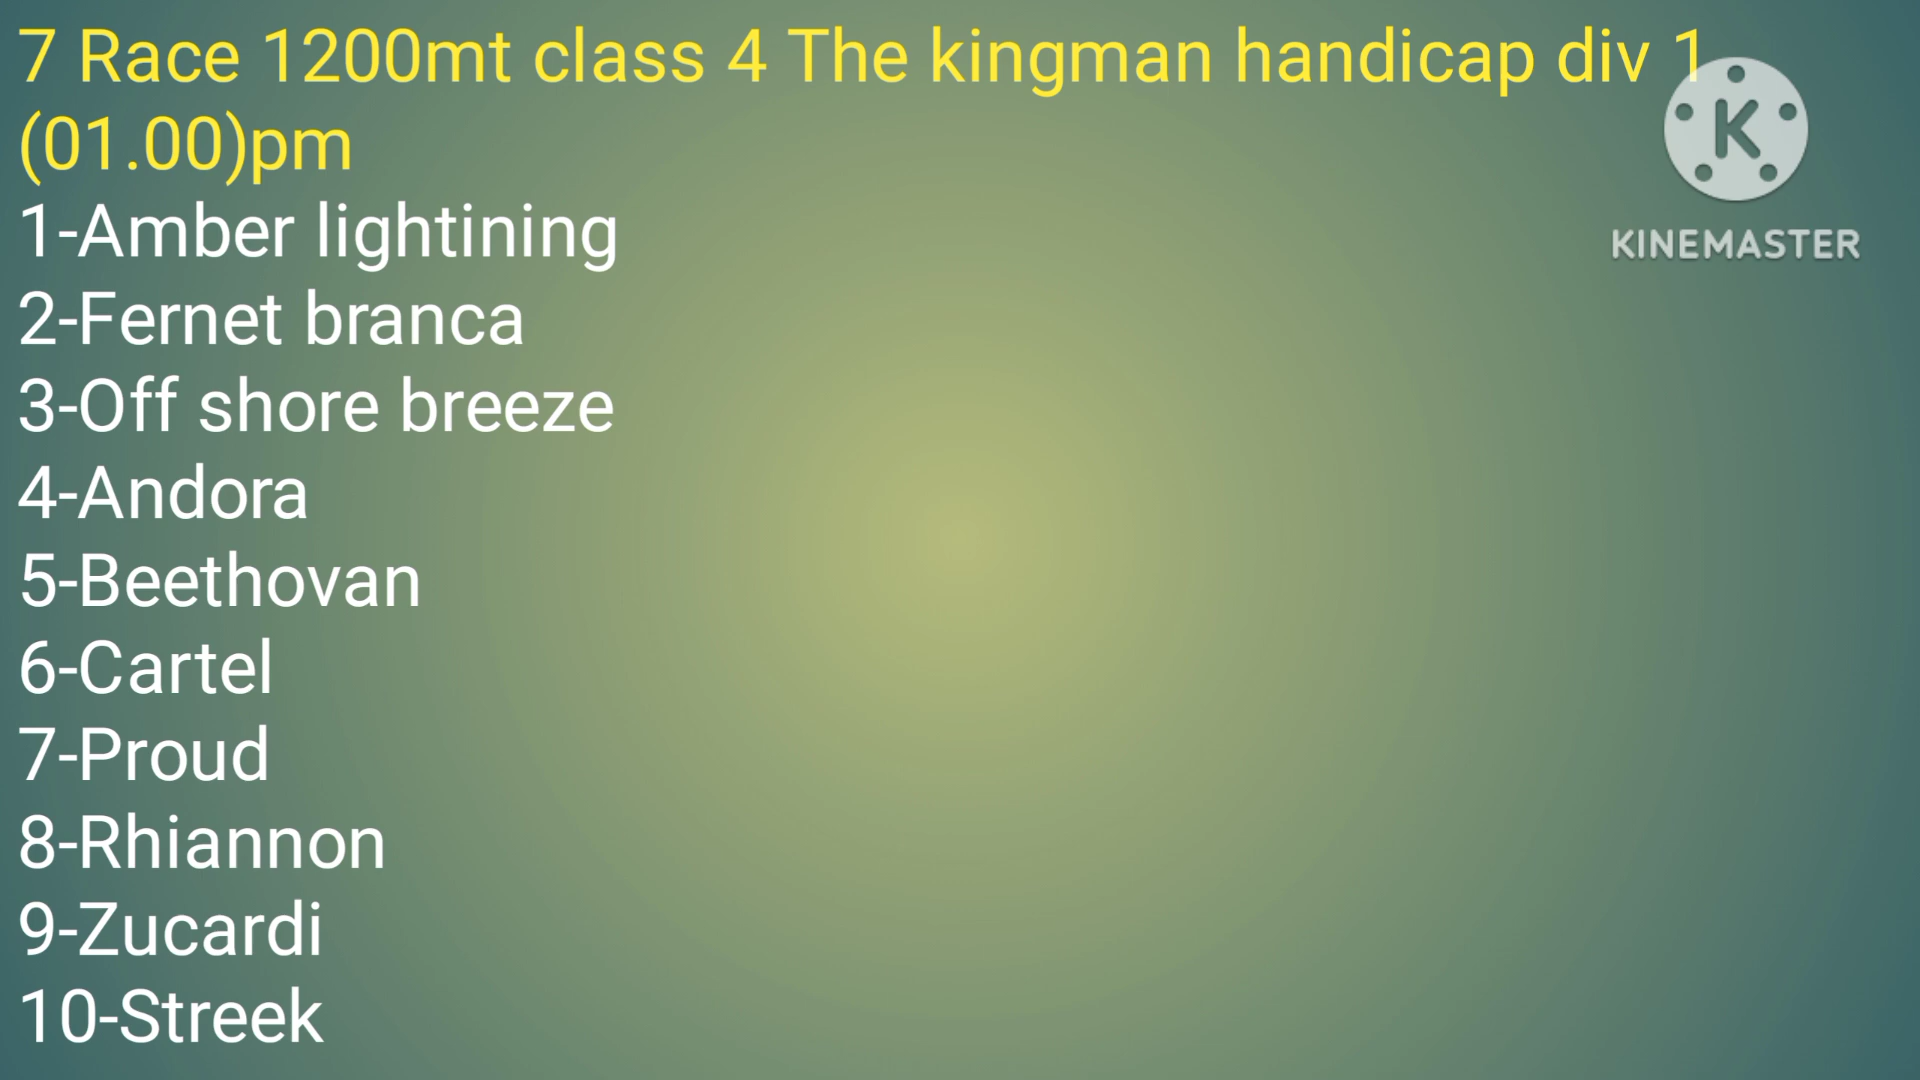 7 Race 1200mt class 4 The kingman handicap div 1
(01.00)pm
1-Amber lightining
2-Fernet branca
3-Off shore breeze
4-Andora
5-Beethovan
6-Cartel
7-Proud
8-Rhiannon
9-Zucardi
10-Streek
K
KINEMASTER